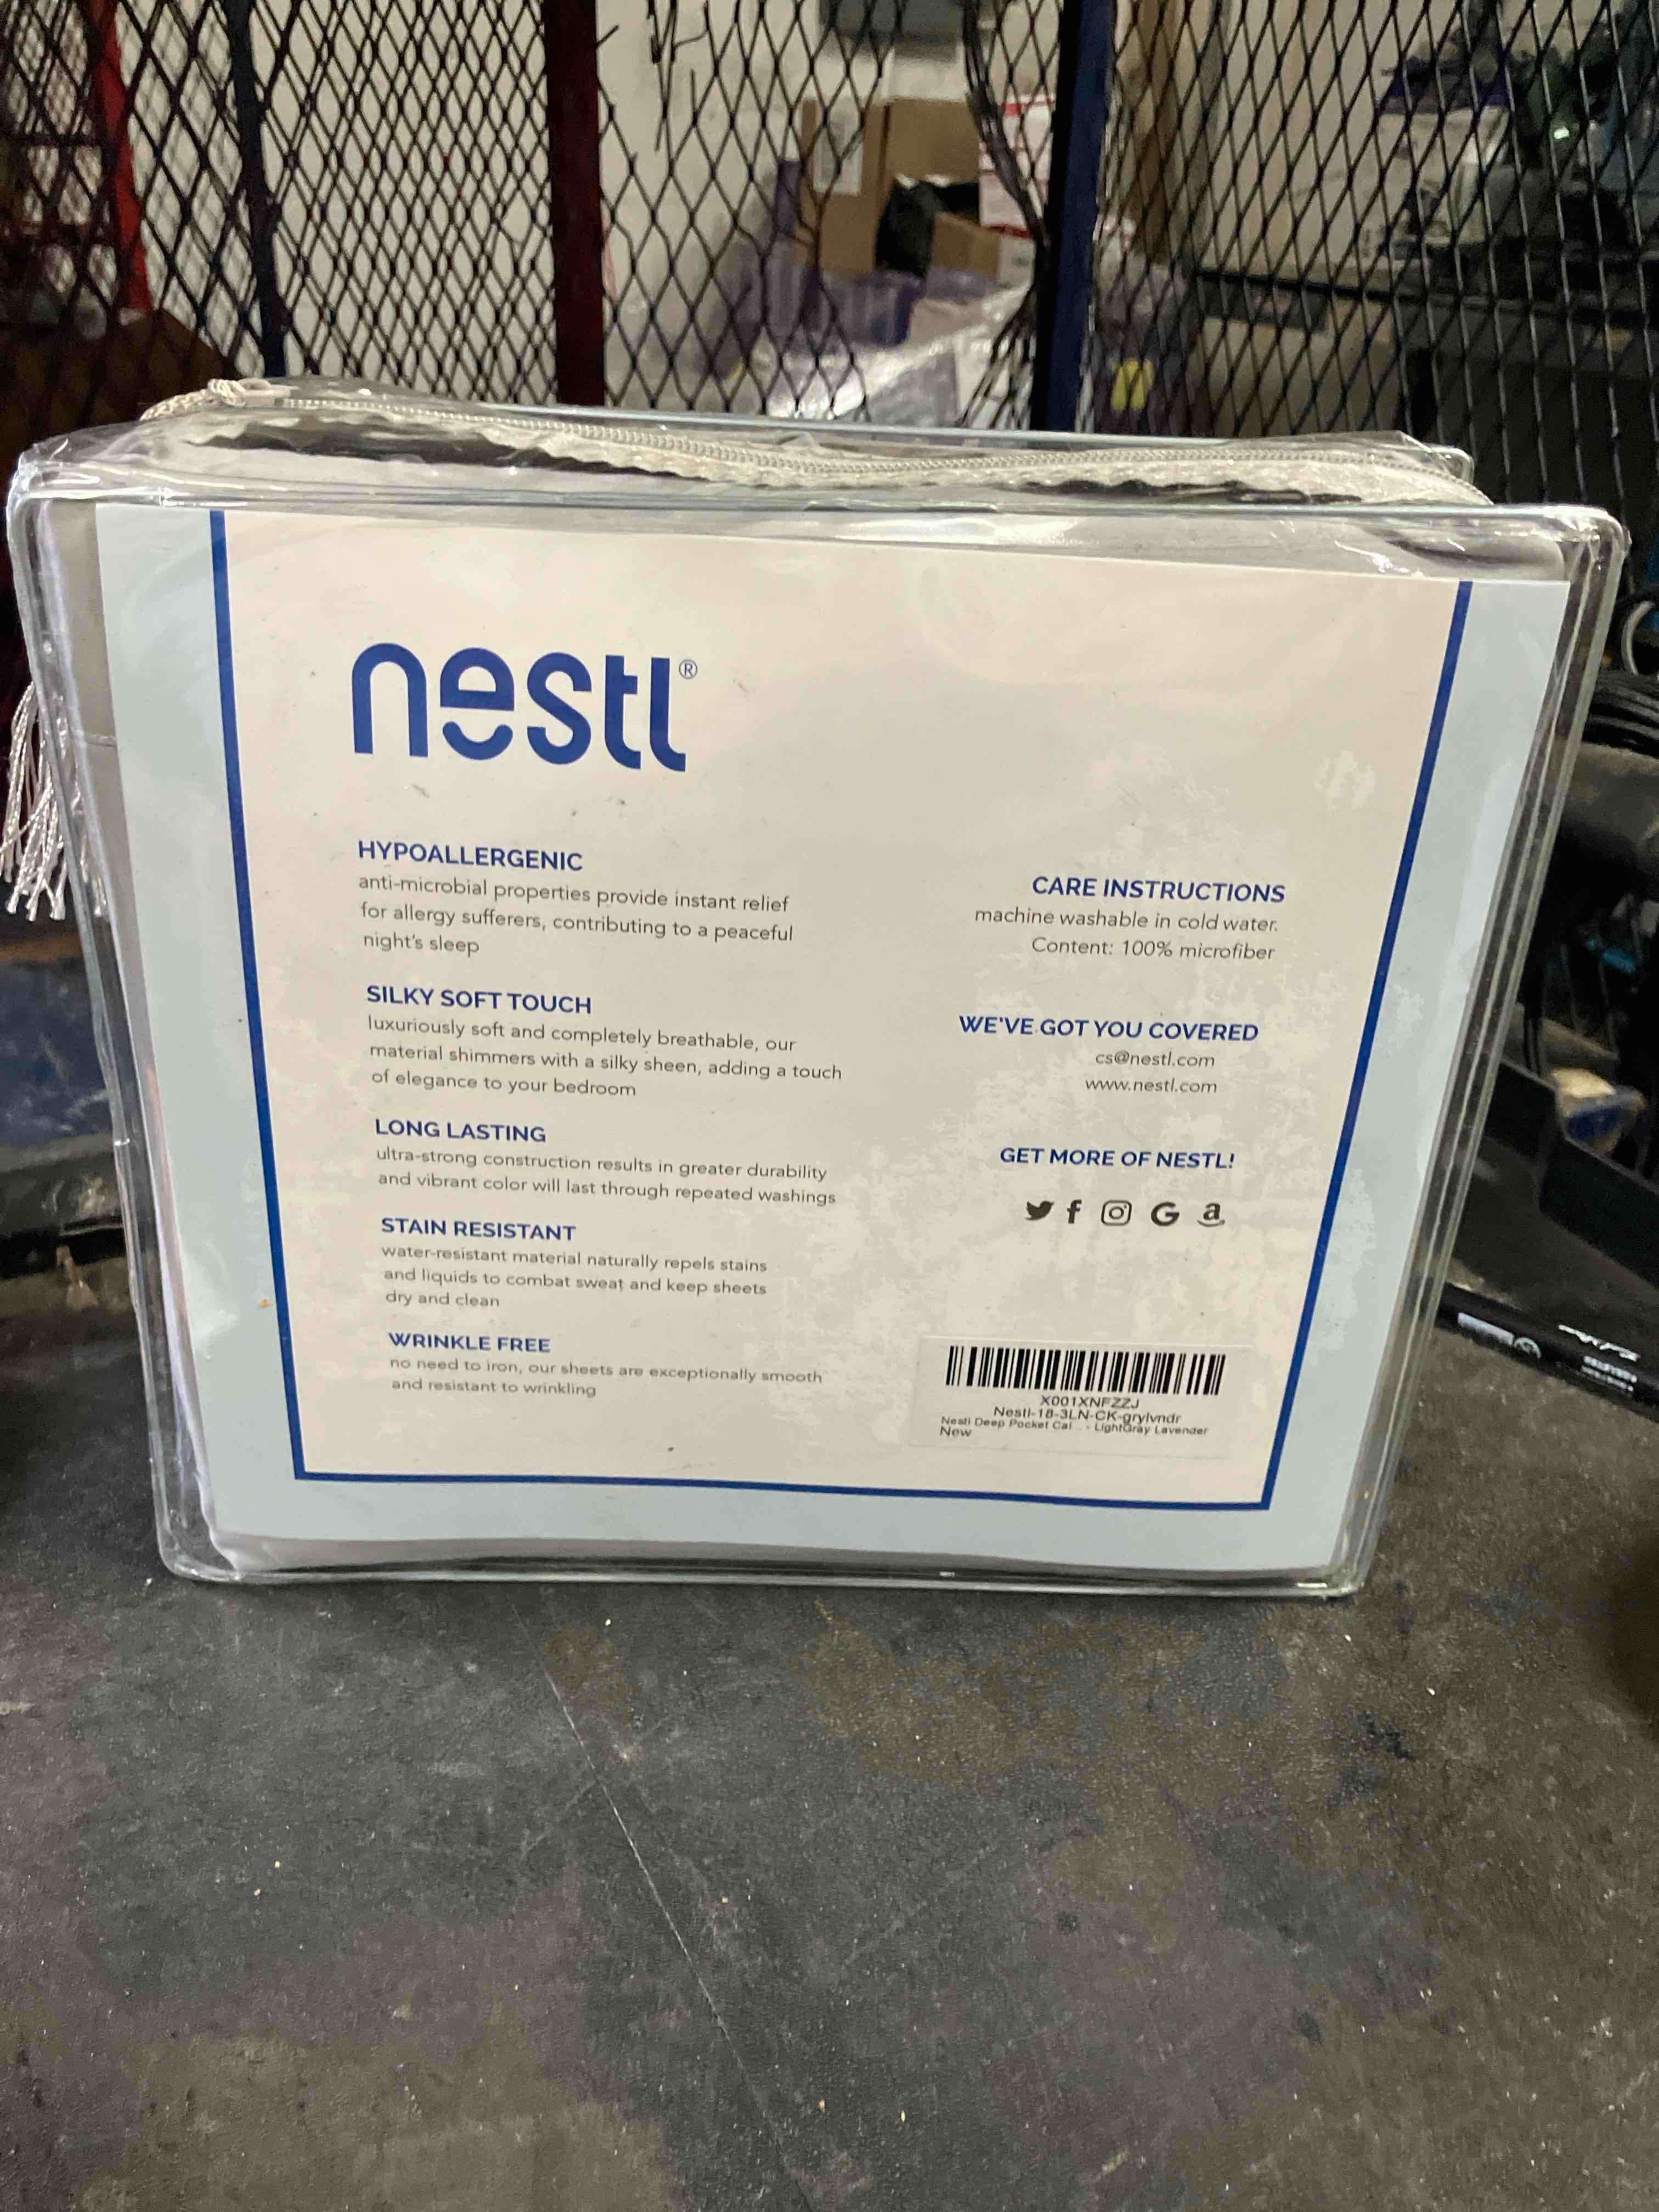 nestl®
HYPOALLERGENIC
anti-microbial properties provide instant relief
for allergy sufferers, contributing to a peaceful
night's sleep
SILKY SOFT TOUCH
luxuriously soft and completely breathable, our
material shimmers with a silky sheen, adding a touch
of elegance to your bedroom
LONG LASTING
ultra-strong construction results in greater durability
and vibrant color will last through repeated washings
STAIN RESISTANT
water-resistant material naturally repels stains
and liquids to combat sweat and keep sheets
dry and clean
WRINKLE FREE
no need to iron, our sheets are exceptionally smooth
and resistant to wrinkling
CARE INSTRUCTIONS
machine washable in cold water.
Content: 100% microfiber
WE'VE GOT YOU COVERED
cs@nestl.com
www.nestl.com
GET MORE OF NESTL!
X001XNFZZJ
Nestl-18-3LN-CK-grylvndr
Nestl Deep Pocket Cal... - LightGray Lavender
New